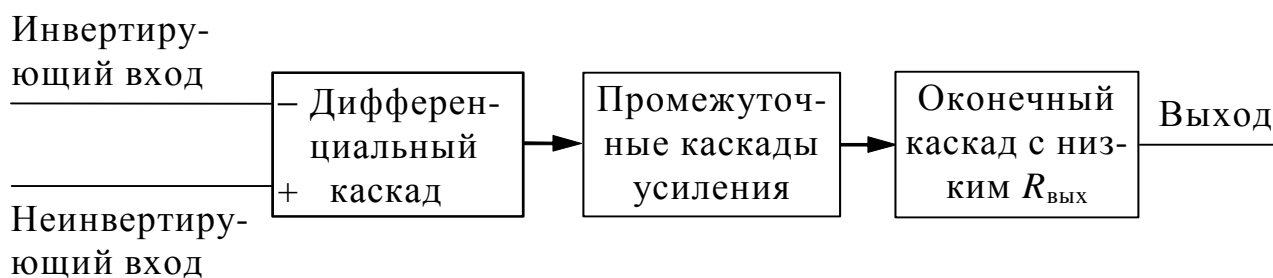 Инвертиру-
ющий вход
− Дифферен-
циальный
+ каскад
Неинвертиру-
ющий вход
Промежуточ-
ные каскады
усиления
Оконечный
каскад с низ-
ким Rвых
Выход